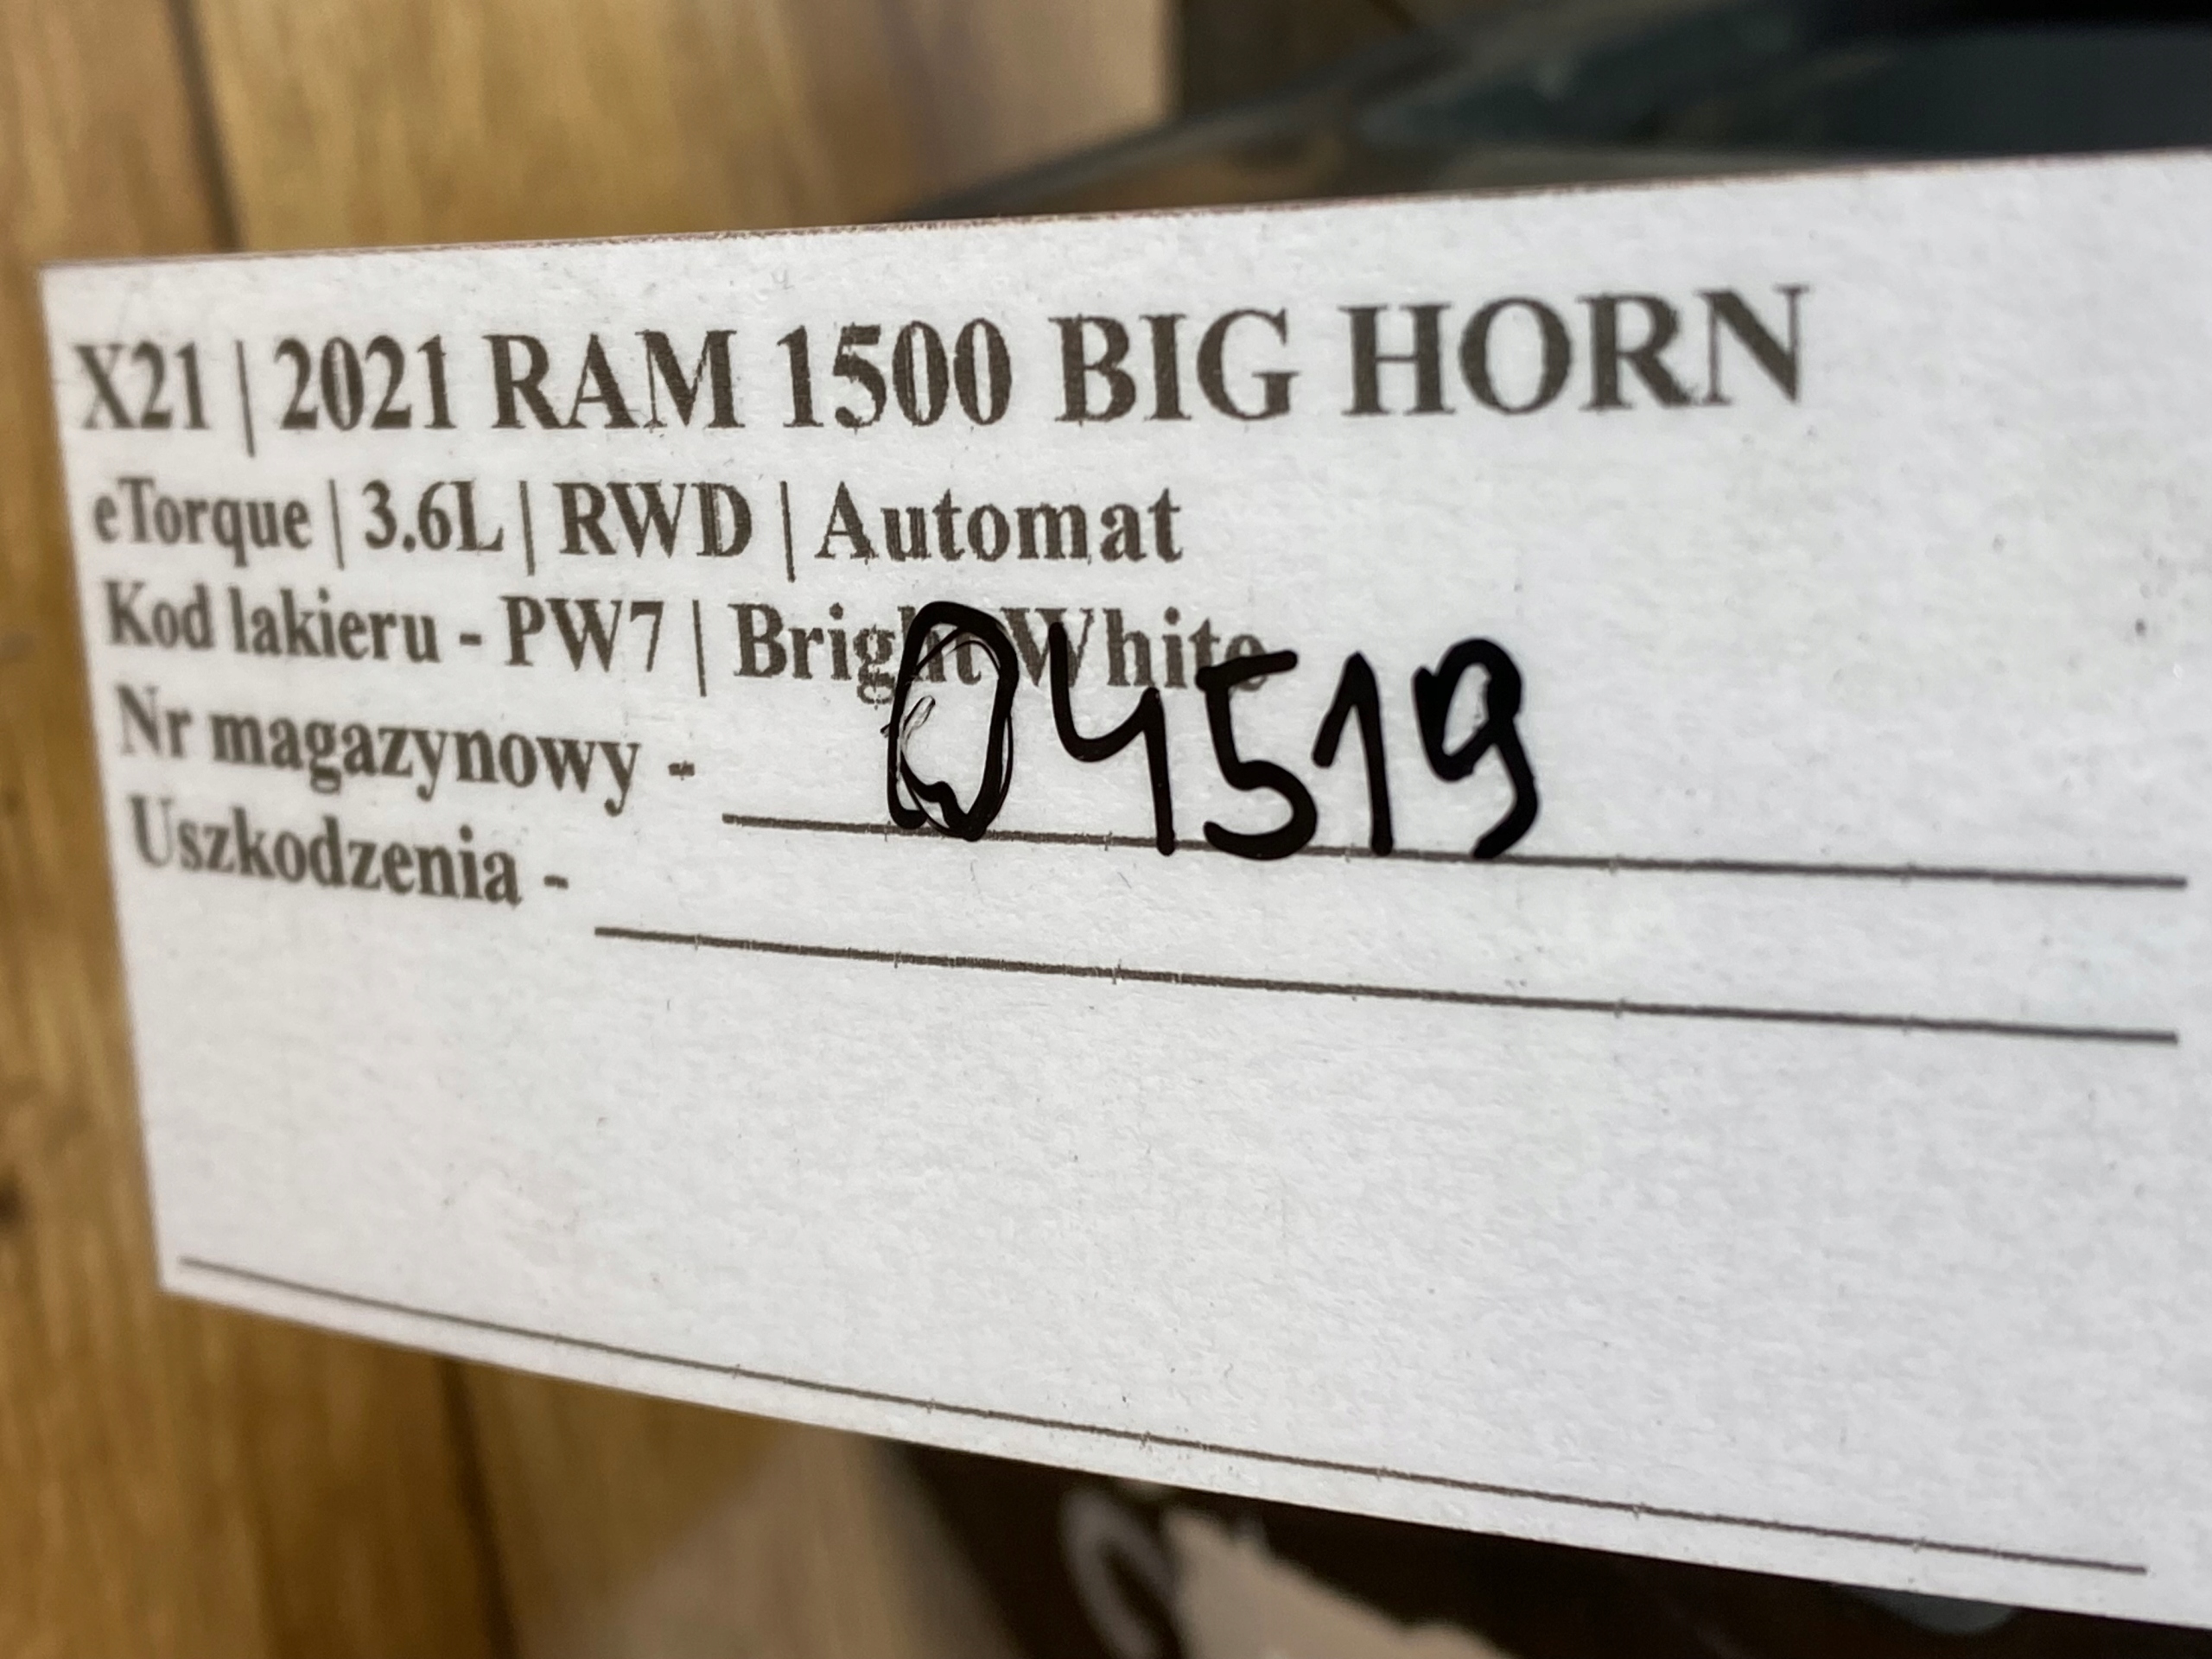 X21 | 2021 RAM 1500 BIG HORN
eTorque | 3.6L | RWD | Automat
Kod lakieru - PW7 | Bright White
Nr magazynowy - 04519
Uszkodzenia -